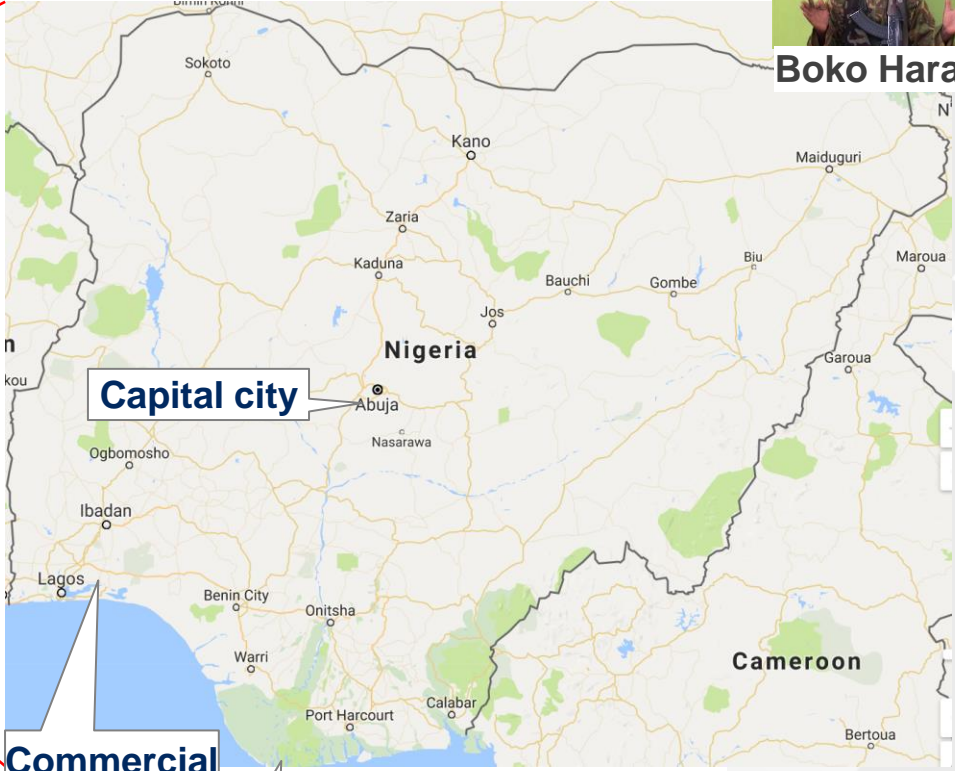 Sokoto
Boko Hara
N
Kano
Maiduguri
Zaria
Kaduna
Biu
Maroua
Bauchi
Gombe
Jos
Nigeria
n
Garoua
kou
Capital city
Abuja
Nasarawa
Ogbomosho
Ibadan
Lagos
Benin City
Onitsha
Warri
Cameroon
Calabar
Port Harcourt
Bertoua
Commercial